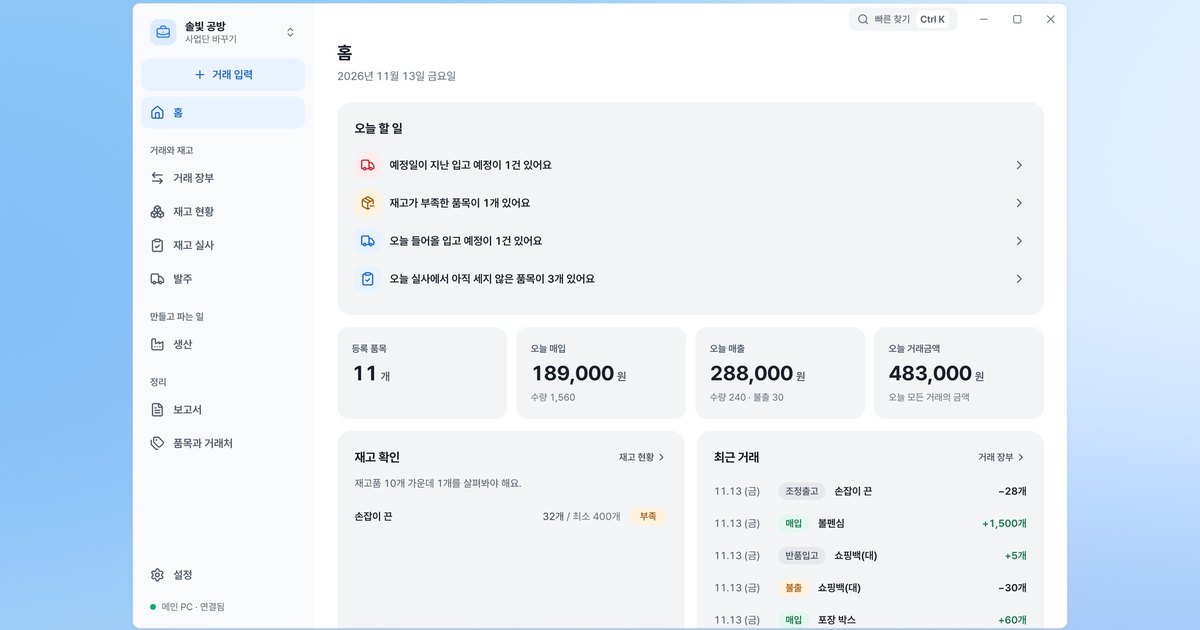 솔빛 공방
사업단 바꾸기
빠른 찾기 Ctrl K
+ 거래 입력
홈
거래와 재고
거래 장부
재고 현황
재고 실사
발주
만들고 파는 일
생산
정리
보고서
품목과 거래처
설정
메인 PC · 연결됨
홈
2026년 11월 13일 금요일
오늘 할 일
예정일이 지난 입고 예정이 1건 있어요
재고가 부족한 품목이 1개 있어요
오늘 들어올 입고 예정이 1건 있어요
오늘 실사에서 아직 세지 않은 품목이 3개 있어요
등록 품목
11 개
오늘 매입
189,000 원
수량 1,560
오늘 매출
288,000 원
수량 240 · 불출 30
오늘 거래금액
483,000 원
오늘 모든 거래의 금액
재고 확인 재고 현황
재고품 10개 가운데 1개를 살펴봐야 해요.
손잡이 끈 32개 / 최소 400개 부족
최근 거래 거래 장부
11.13 (금) 조정출고 손잡이 끈 −28개
11.13 (금) 매입 볼펜심 +1,500개
11.13 (금) 반품입고 쇼핑백(대) +5개
11.13 (금) 불출 쇼핑백(대) −30개
11.13 (금) 매입 포장 박스 +60개